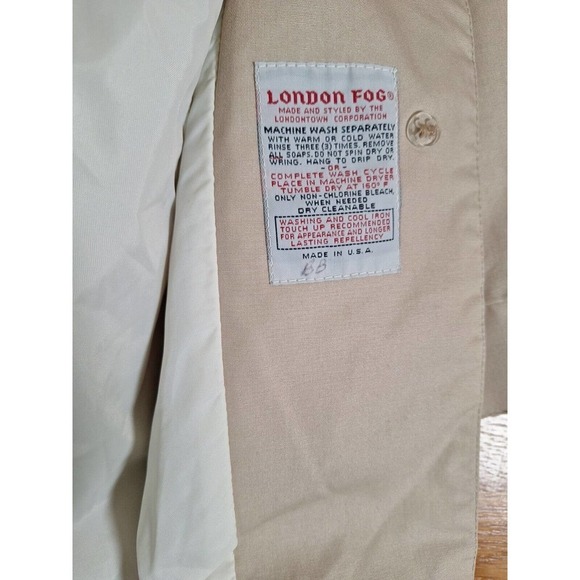 LONDON FOG®
MADE AND STYLED BY THE
LONDONTOWN CORPORATION
MACHINE WASH SEPARATELY
WITH WARM OR COLD WATER
RINSE THREE (3) TIMES. REMOVE
ALL SOAPS. DO NOT SPIN DRY OR
WRING. HANG TO DRIP DRY.
-OR-
COMPLETE WASH CYCLE
PLACE IN MACHINE DRYER
TUMBLE DRY AT 160° F
ONLY NON-CHLORINE BLEACH,
WHEN NEEDED
DRY CLEANABLE
WASHING AND COOL IRON
TOUCH UP RECOMMENDED
FOR APPEARANCE AND LONGER
LASTING REPELLENCY
MADE IN U.S.A.
BB